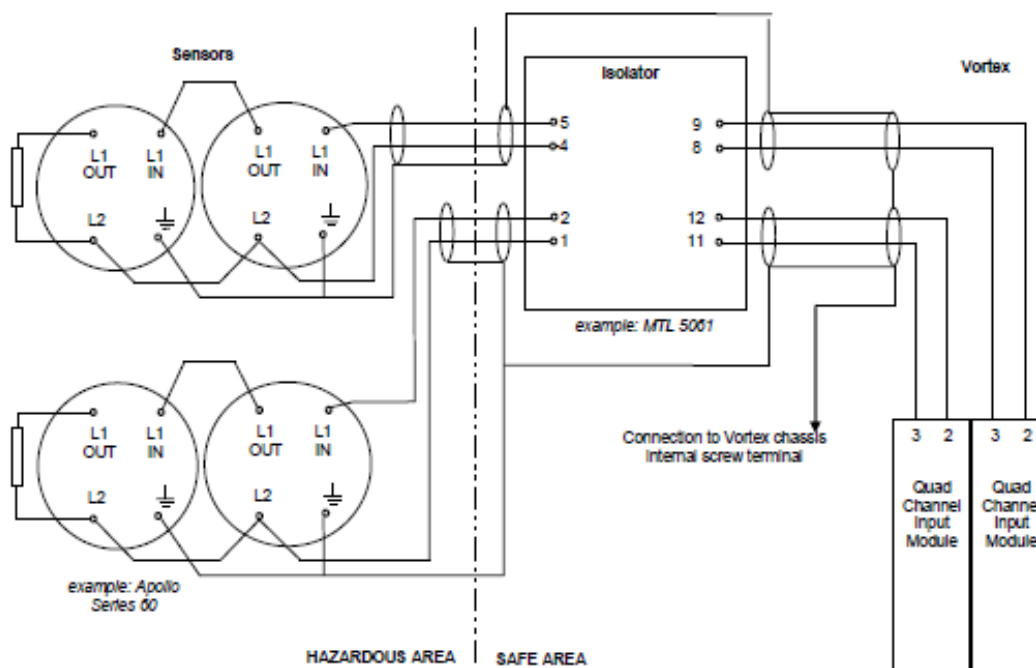 Sensors
Isolator
Vortex
L1
OUT
L1
IN
L1
OUT
L1
IN
L2
L2
5
4
2
1
9
8
12
11
example: MTL 5061
L1
OUT
L1
IN
L1
OUT
L1
IN
L2
L2
Connection to Vortex chassis
Internal screw terminal
3 2
3 2
Quad
Channel
Input
Module
Quad
Channel
Input
Module
example: Apollo
Series 60
HAZARDOUS AREA
SAFE AREA